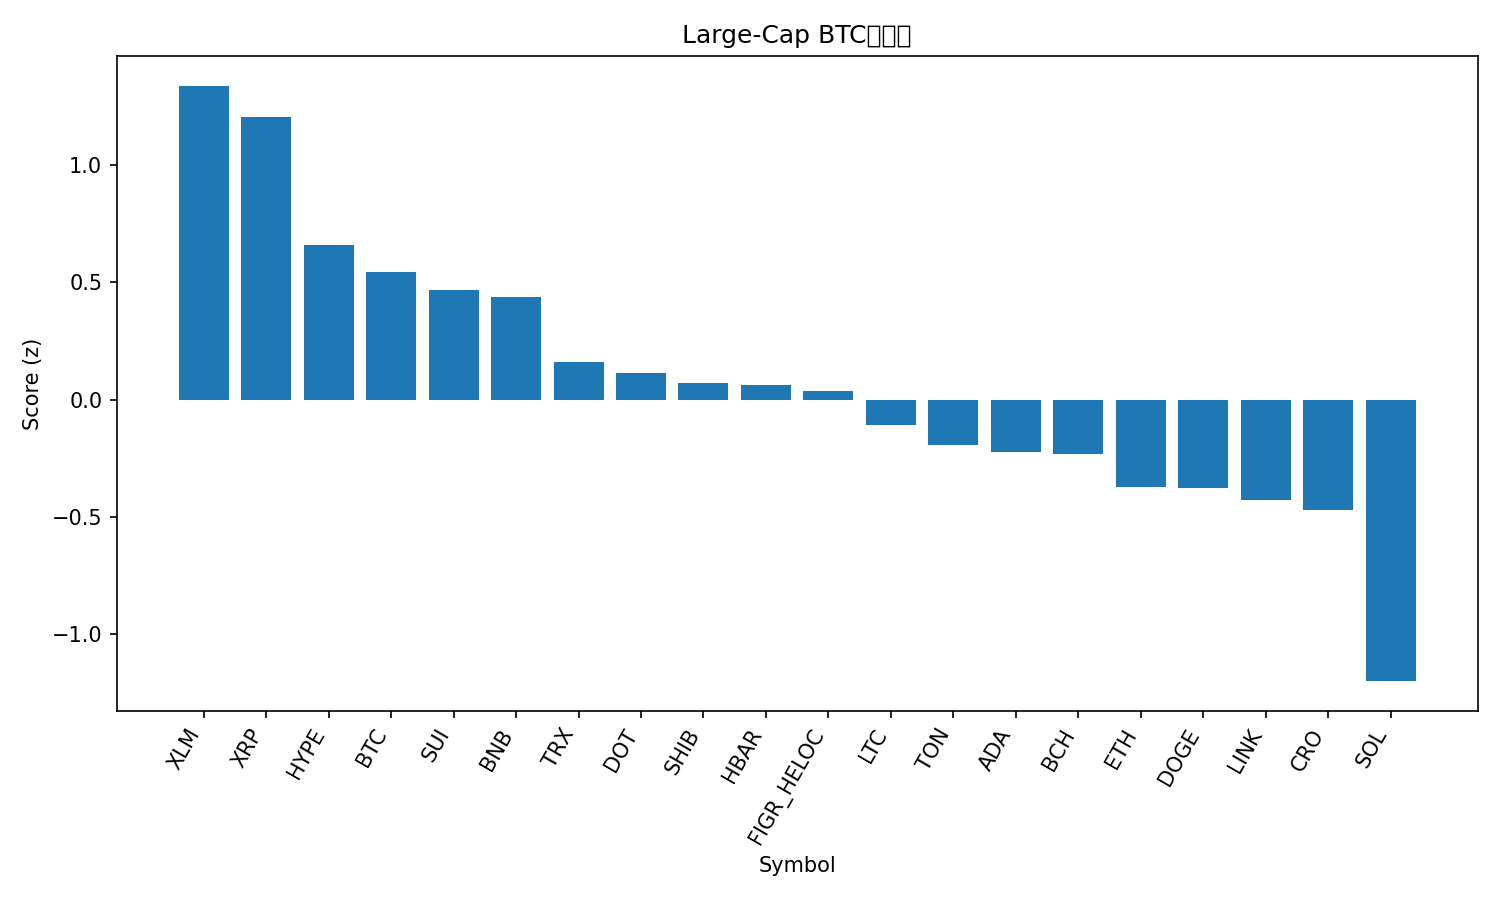 Large-Cap BTC
Score (z)
1.0
0.5
0.0
−0.5
−1.0
XLM
XRP
HYPE
BTC
SUI
BNB
TRX
DOT
SHIB
HBAR
FIGR_HELOC
LTC
TON
ADA
BCH
ETH
DOGE
LINK
CRO
SOL
Symbol